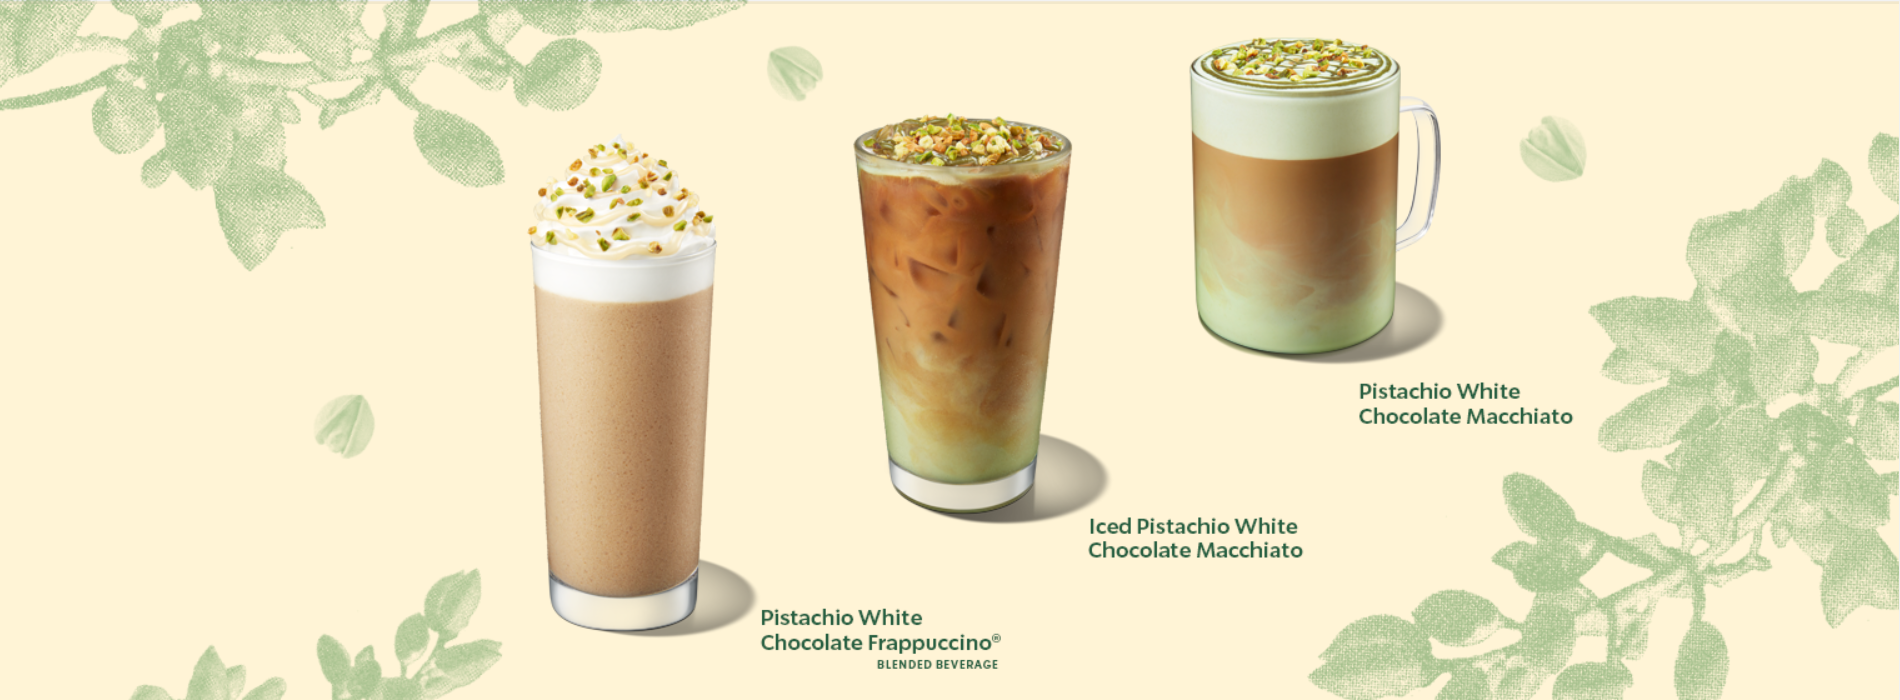 Pistachio White
Chocolate Macchiato
Iced Pistachio White
Chocolate Macchiato
Pistachio White
Chocolate Frappuccino®
BLENDED BEVERAGE